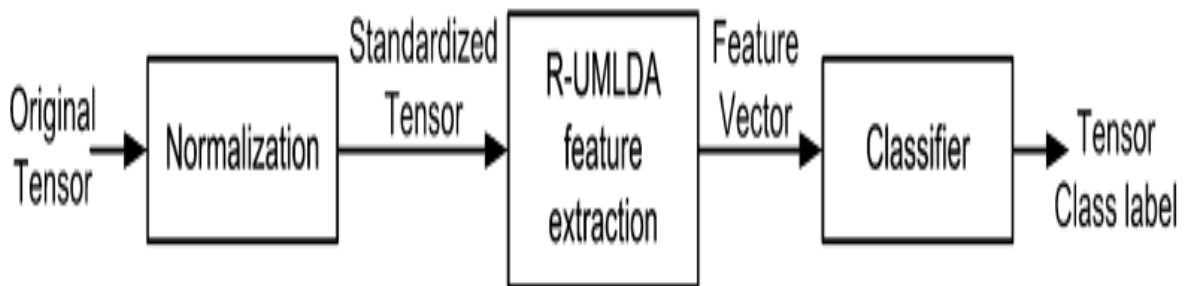 Original
Tensor
Normalization
Standardized
Tensor
R-UMLDA
feature
extraction
Feature
Vector
Classifier
Tensor
Class label